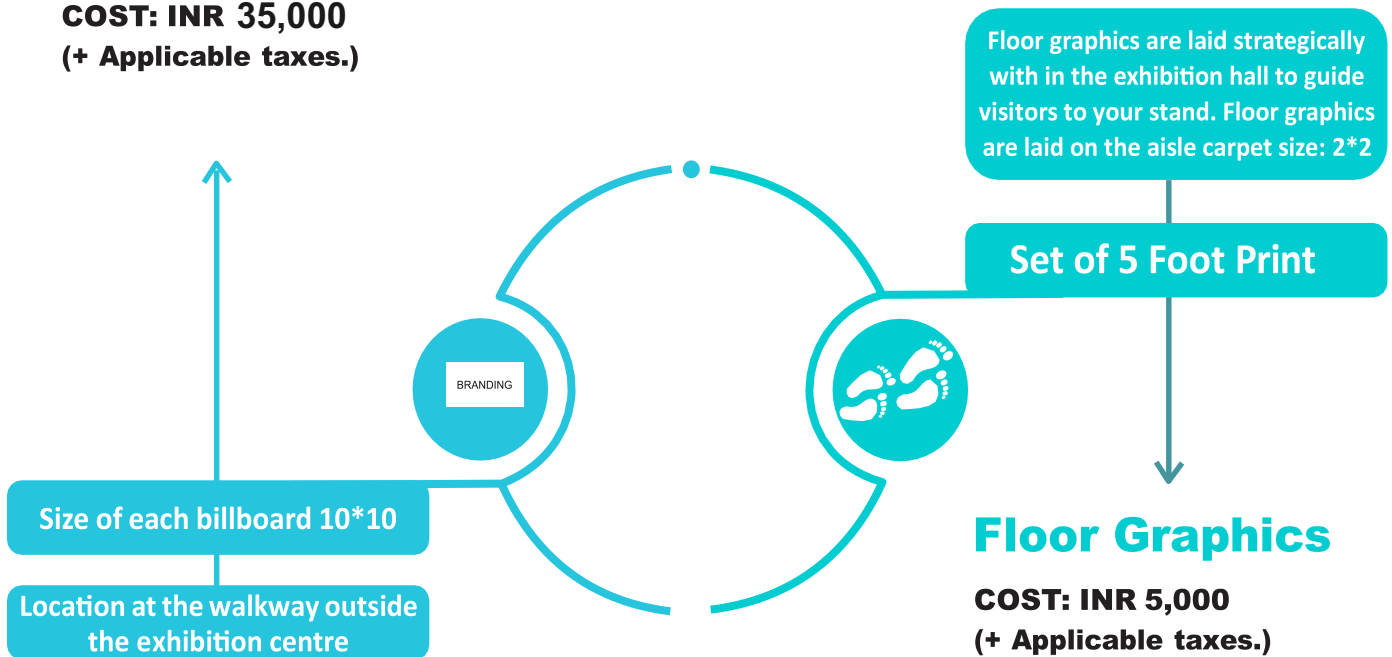 COST: INR 35,000
(+ Applicable taxes.)
BRANDING
Size of each billboard 10*10
Location at the walkway outside
the exhibition centre
Floor graphics are laid strategically
with in the exhibition hall to guide
visitors to your stand. Floor graphics
are laid on the aisle carpet size: 2*2
Set of 5 Foot Print
Floor Graphics
COST: INR 5,000
(+ Applicable taxes.)